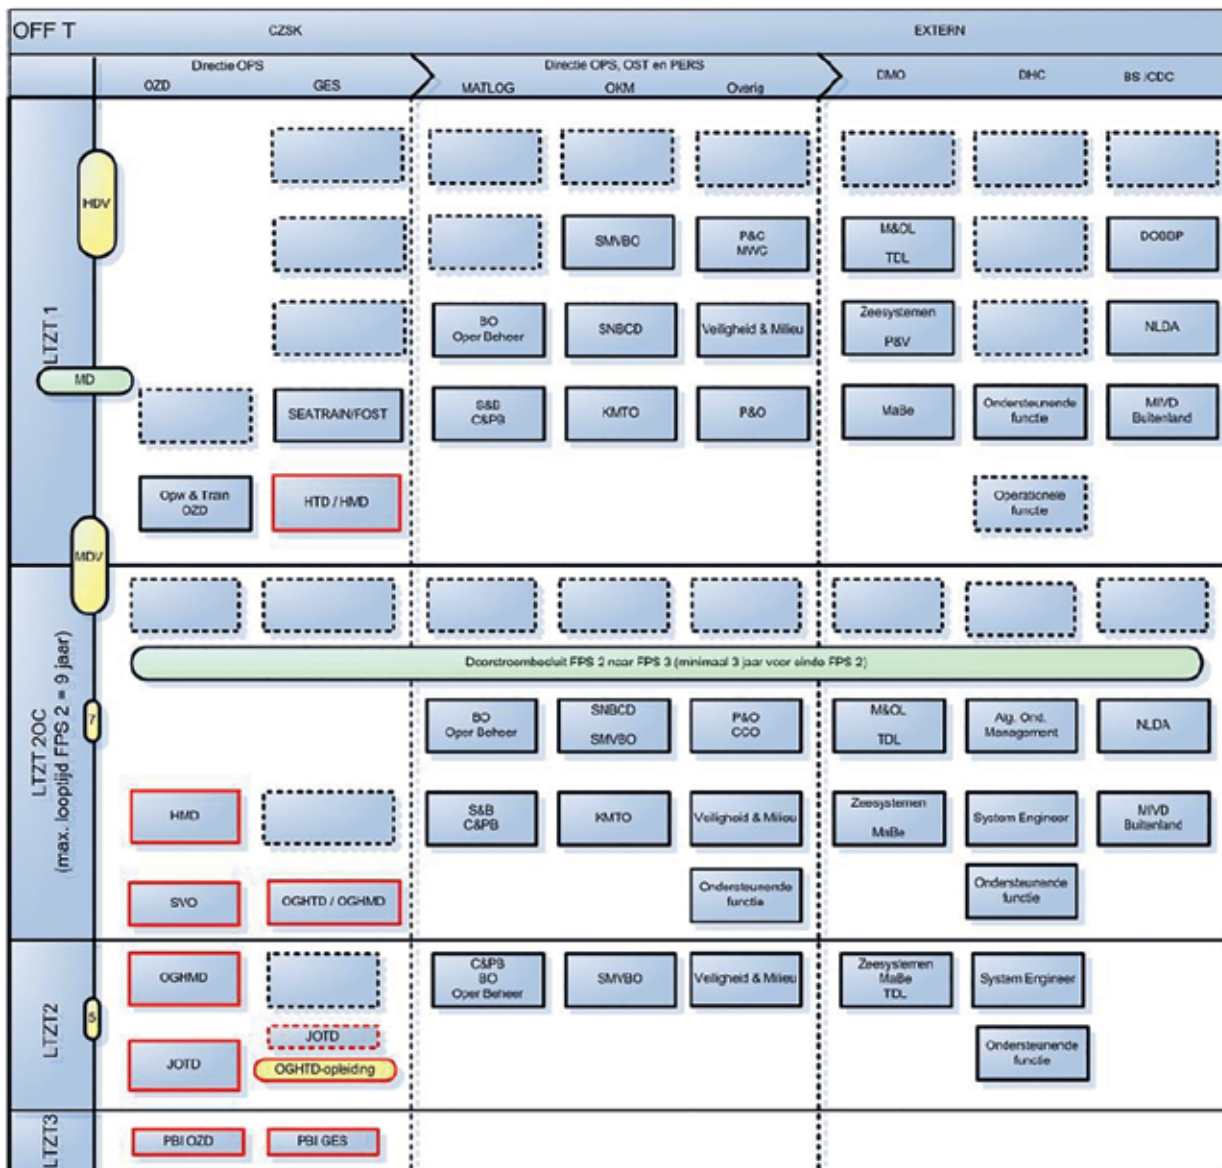 OFF T
CZSK
EXTERN
Directie OPS
Directie OPS, OST en PERS
OZD
GES
MATLOG
OKM
Overig
DMO
DHC
BS/CDC
LTZT 1
HDV
SMVBO
P&C
MWC
M&OL
TDL
DOBBP
BO
Oper Beheer
SNBCD
Veiligheid & Milieu
Zeesystemen
P&V
NLDA
MD
SEATRAIN/FOST
S&B
C&PB
KMTO
P&O
MaBe
Ondersteunende
functie
MIVD
Buitenland
Opw & Train
OZD
HTD / HMD
Operationele
functie
MDV
LTZT 2OC
(max. looptijd FPS 2 = 9 jaar)
Doorstroombesluit FPS 2 naar FPS 3 (minimaal 3 jaar voor einde FPS 2)
7
BO
Oper Beheer
SNBCD
SMVBO
P&O
CCO
M&OL
TDL
Alg. Ond.
Management
NLDA
HMD
S&B
C&PB
KMTO
Veiligheid & Milieu
Zeesystemen
MaBe
System Engineer
MIVD
Buitenland
SVO
OGHTD / OGHMD
Ondersteunende
functie
Ondersteunende
functie
LTZT2
OGHMD
C&PB
BO
Oper Beheer
SMVBO
Veiligheid & Milieu
Zeesystemen
MaBe
TDL
System Engineer
5
JOTD
JOTD
OGHTD-opleiding
Ondersteunende
functie
LTZT3
PBI OZD
PBI GES